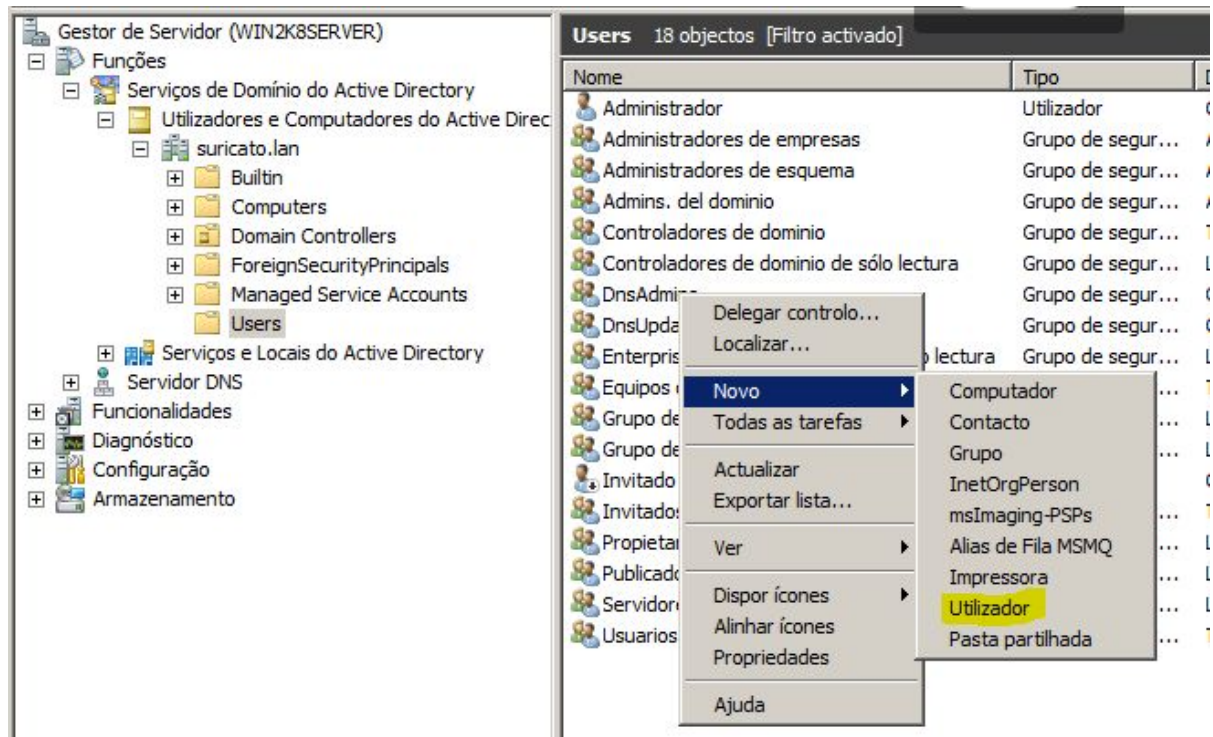 Gestor de Servidor (WIN2K8SERVER)
Funções
Serviços de Domínio do Active Directory
Utilizadores e Computadores do Active Direc
suricato.lan
Builtin
Computers
Domain Controllers
ForeignSecurityPrincipals
Managed Service Accounts
Users
Serviços e Locais do Active Directory
Servidor DNS
Funcionalidades
Diagnóstico
Configuração
Armazenamento
Users 18 objectos [Filtro activado]
Nome Tipo
Administrador Utilizador
Administradores de empresas Grupo de segur...
Administradores de esquema Grupo de segur...
Admins. del dominio Grupo de segur...
Controladores de dominio Grupo de segur...
Controladores de dominio de sólo lectura Grupo de segur...
DnsAdmins Grupo de segur...
DnsUpda Grupo de segur...
Enterpris lectura Grupo de segur...
Equipos
Grupo de
Grupo de
Invitado
Invitados
Propietar
Publicado
Servidor
Usuarios
Delegar controlo...
Localizar...
Novo
Todas as tarefas
Actualizar
Exportar lista...
Ver
Dispor ícones
Alinhar ícones
Propriedades
Ajuda
Computador
Contacto
Grupo
InetOrgPerson
msImaging-PSPs
Alias de Fila MSMQ
Impressora
Utilizador
Pasta partilhada